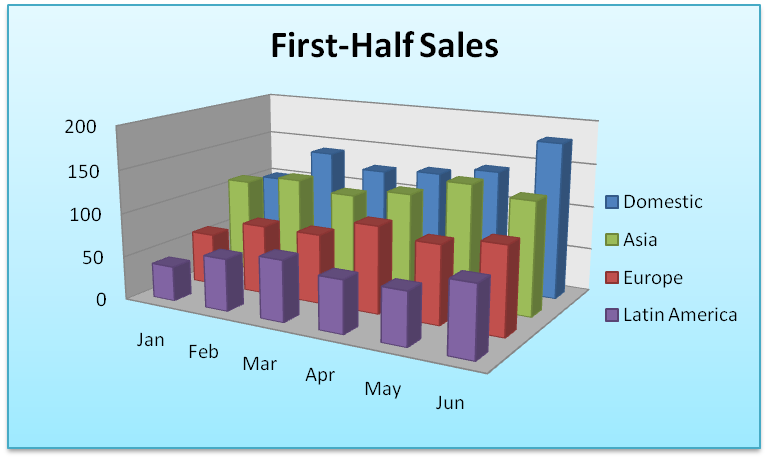 First-Half Sales
200
150
100
50
0
Jan
Feb
Mar
Apr
May
Jun
Domestic
Asia
Europe
Latin America